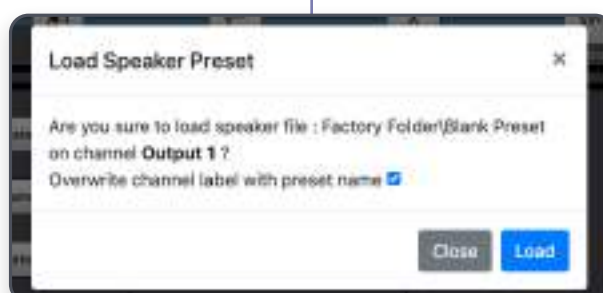 Load Speaker Preset ×
Are you sure to load speaker file : Factory Folder\Blank Preset
on channel Output 1 ?
Overwrite channel label with preset name
Close Load